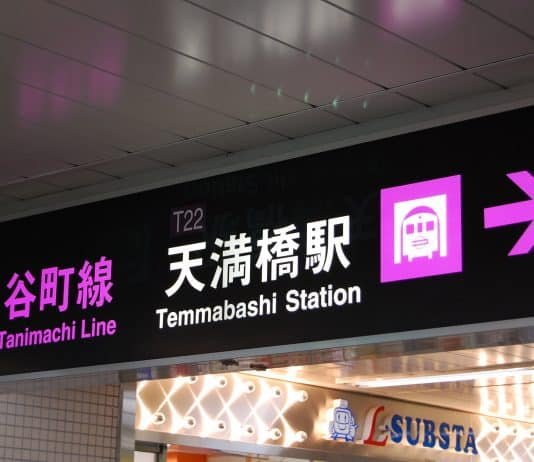 谷町線
Tanimachi Line
T22
天満橋駅
Temmabashi Station
L-SUBSTA